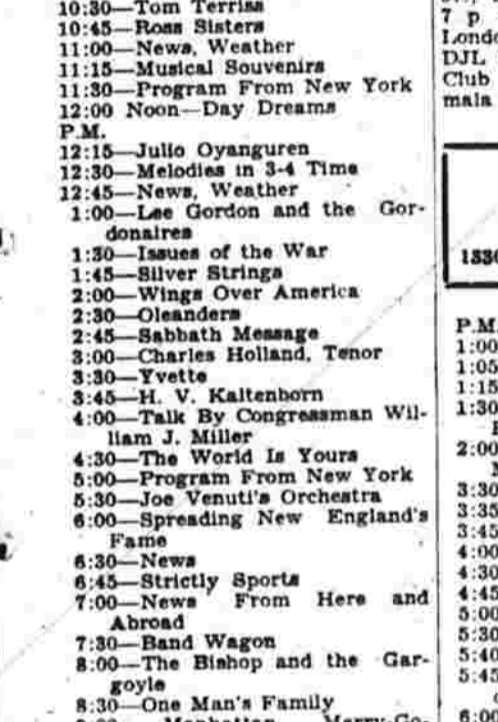 10:30—Tom Terriss
10:45—Ross Sisters
11:00—News, Weather
11:15—Musical Souvenirs
11:30—Program From New York
12:00 Noon—Day Dreams
P.M.
12:15—Julio Oyanguren
12:30—Melodies in 3-4 Time
12:45—News, Weather
1:00—Lee Gordon and the Gor-
donaires
1:30—Issues of the War
1:45—Silver Strings
2:00—Wings Over America
2:30—Oleanders
2:45—Sabbath Message
3:00—Charles Holland, Tenor
3:30—Yvette
3:45—H. V. Kaltenborn
4:00—Talk By Congressman Wil-
liam J. Miller
4:30—The World Is Yours
5:00—Program From New York
5:30—Joe Venuti's Orchestra
6:00—Spreading New England's
Fame
6:30—News
6:45—Strictly Sports
7:00—News From Here and
Abroad
7:30—Band Wagon
8:00—The Bishop and the Gar-
goyle
8:30—One Man's Family
Manhattan Merry-Go-
7 p
Londo
DJL
Club
mala
1330
P.M.
1:00
1:05
1:15
1:30
2:00
3:30
3:35
3:45
4:00
4:30
4:45
5:00
5:30
5:40
5:45
6:00